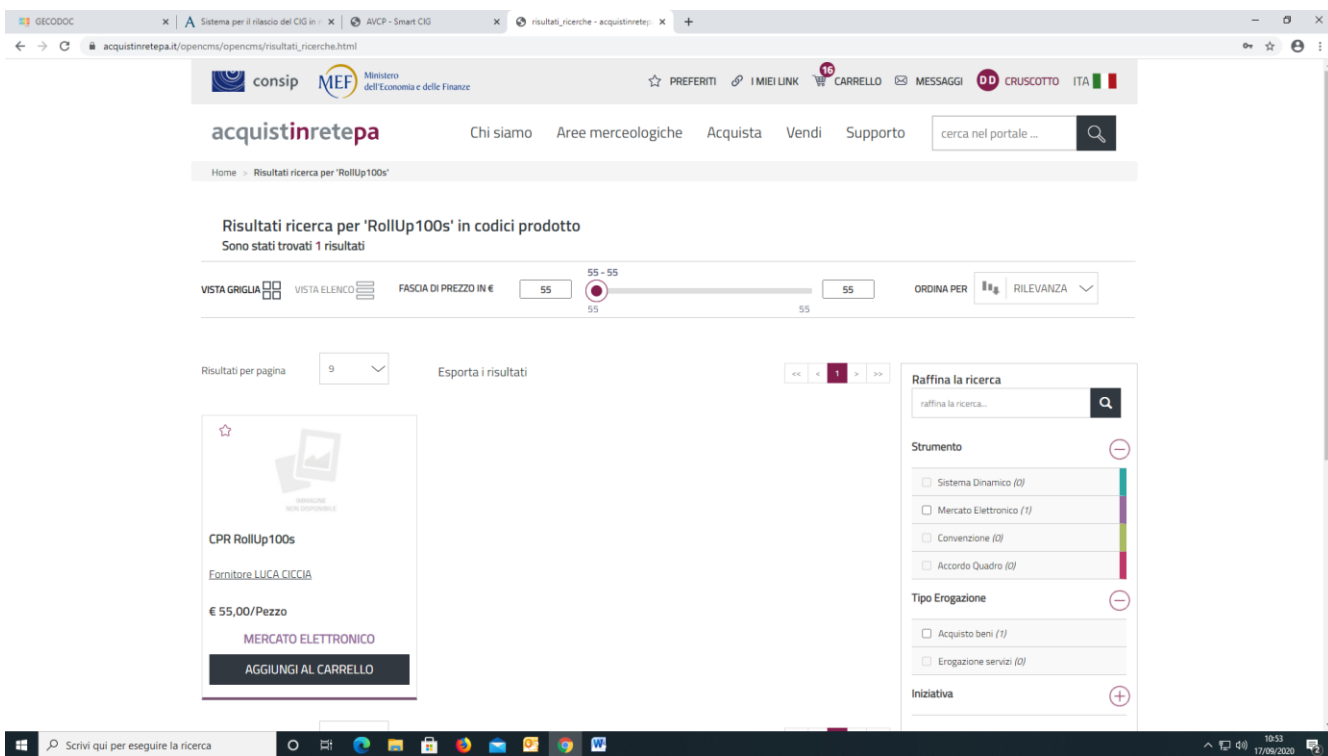 GECODOC
Sistema per il rilascio del CIG in
AVCP - Smart CIG
risultati_ricerche - acquistinretep
acquistinretepa.it/opencms/opencms/risultati_ricerche.html
consip MEF Ministero dell'Economia e delle Finanze
PREFERITI I MIEI LINK 16 CARRELLO MESSAGGI DD CRUSCOTTO ITA
acquistinretepa Chi siamo Aree merceologiche Acquista Vendi Supporto cerca nel portale ...
Home > Risultati ricerca per 'RollUp100s'
Risultati ricerca per 'RollUp100s' in codici prodotto
Sono stati trovati 1 risultati
VISTA GRIGLIA VISTA ELENCO FASCIA DI PREZZO IN € 55 55 - 55 55 ORDINA PER RILEVANZA
55 55
Risultati per pagina 9 Esporta i risultati << < 1 > >>
IMMAGINE
NON DISPONIBILE
CPR RollUp100s
Fornitore LUCA CICCIA
€ 55,00/Pezzo
MERCATO ELETTRONICO
AGGIUNGI AL CARRELLO
Raffina la ricerca
raffina la ricerca...
Strumento
Sistema Dinamico (0)
Mercato Elettronico (1)
Convenzione (0)
Accordo Quadro (0)
Tipo Erogazione
Acquisto beni (1)
Erogazione servizi (0)
Iniziativa
Scrivi qui per eseguire la ricerca
10:53
17/09/2020